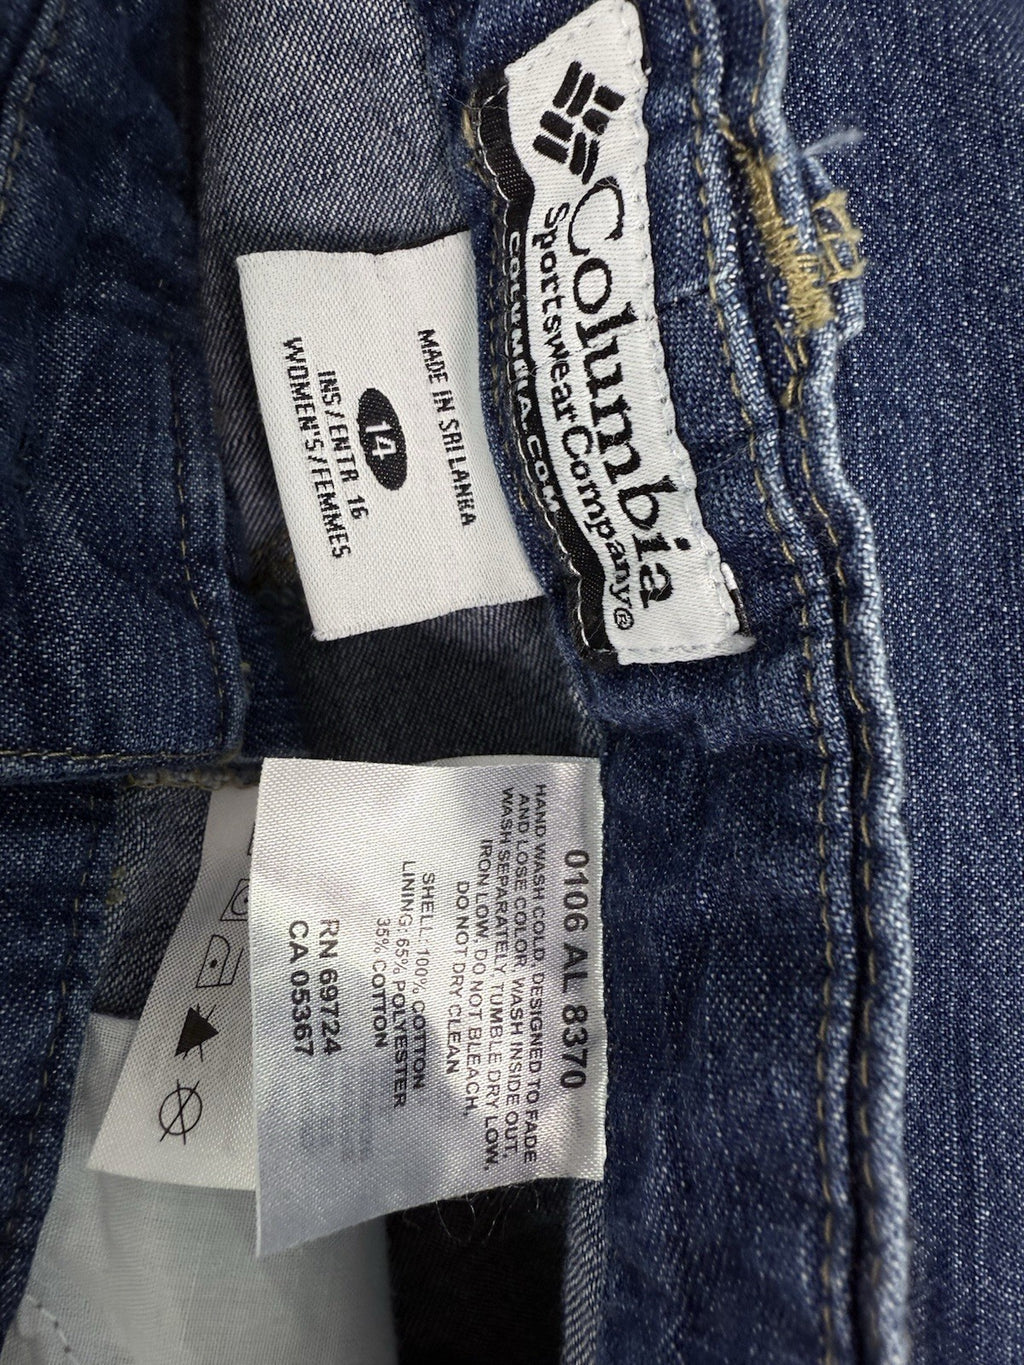 Columbia
Sportswear Company®
COLUMBIA.COM
MADE IN SRI LANKA
14
INS/ENTR 16
WOMEN'S/FEMMES
0106 AL 8370
HAND WASH COLD, DESIGNED TO FADE
AND LOSE COLOR, WASH INSIDE OUT,
WASH SEPARATELY, TUMBLE DRY LOW,
IRON LOW, DO NOT BLEACH,
DO NOT DRY CLEAN
SHELL: 100% COTTON
LINING: 65% POLYESTER
35% COTTON
RN 69724
CA 05367